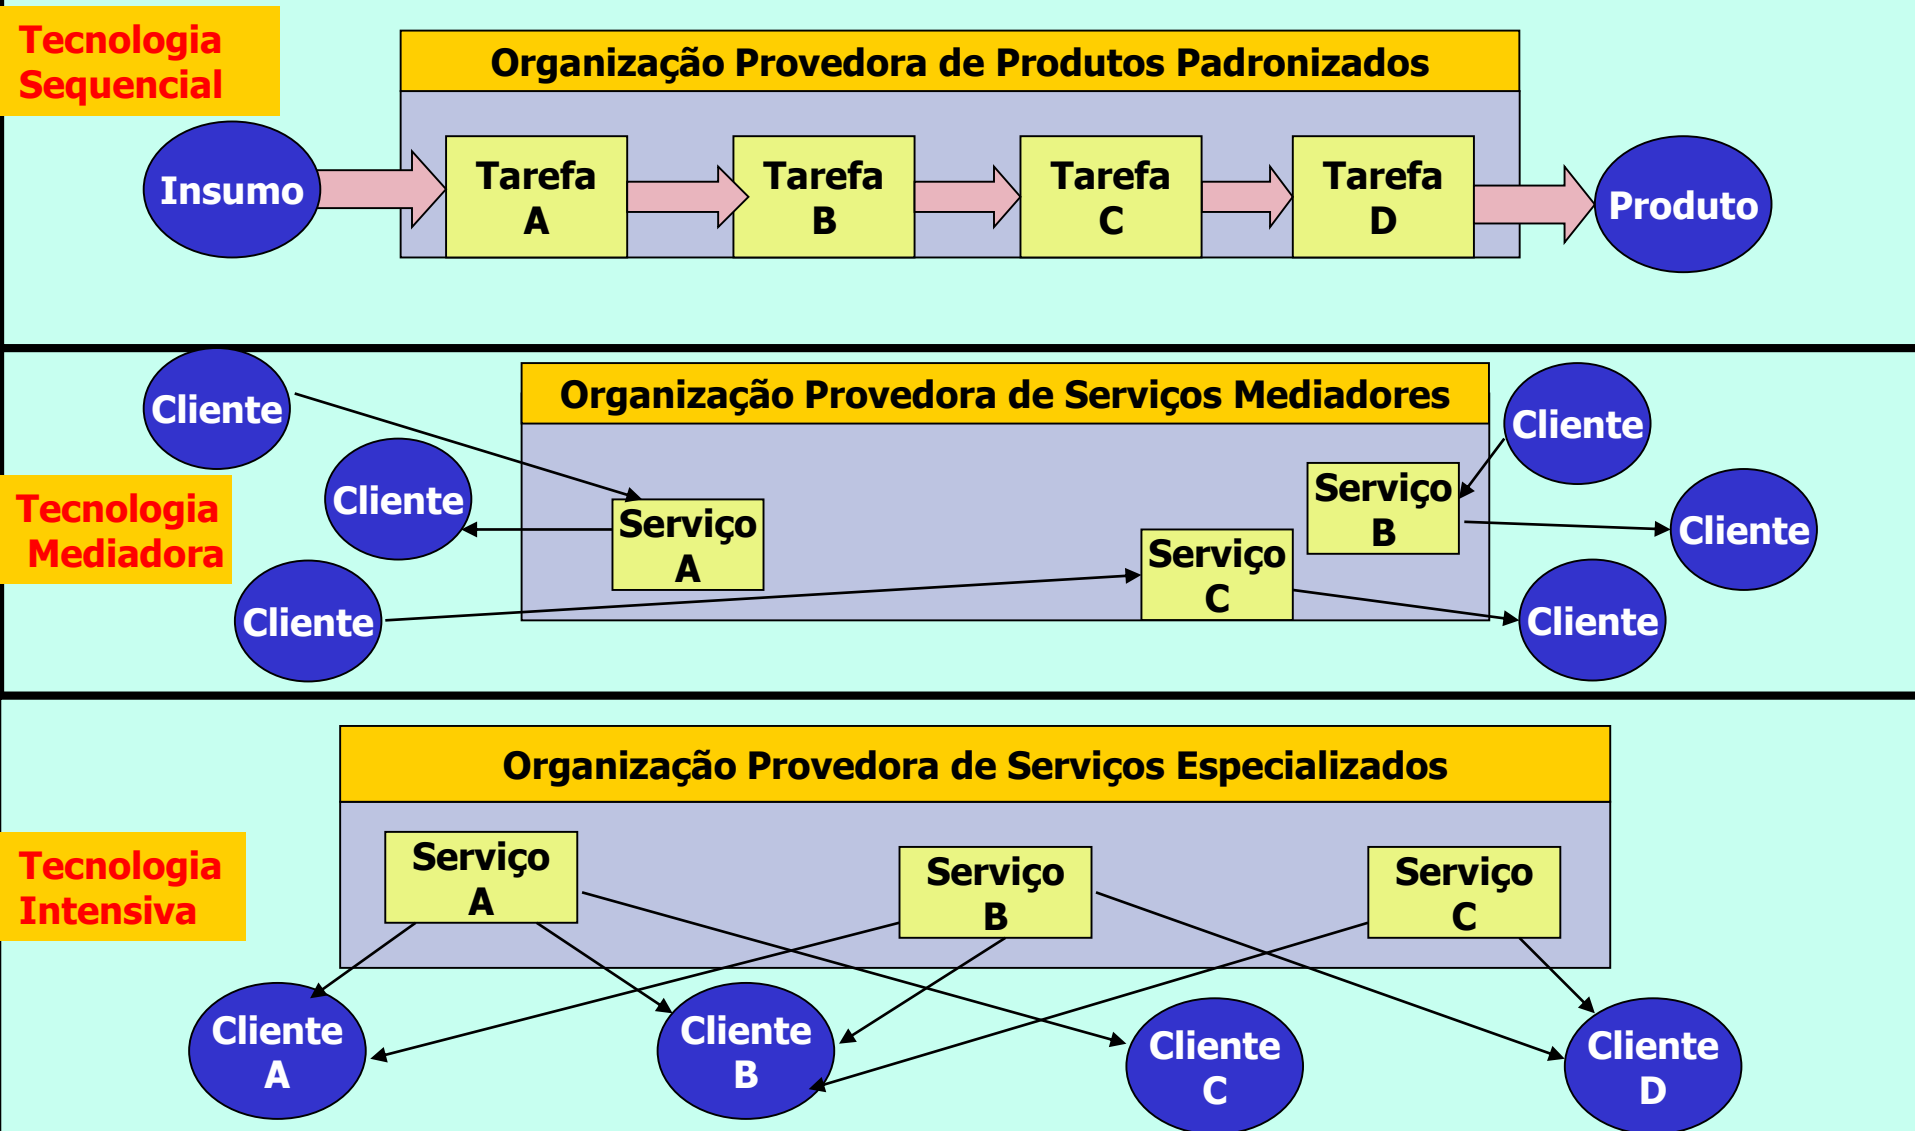 Tecnologia
Sequencial
Organização Provedora de Produtos Padronizados
Insumo
Tarefa
A
Tarefa
B
Tarefa
C
Tarefa
D
Produto
Tecnologia
Mediadora
Organização Provedora de Serviços Mediadores
Cliente
Cliente
Cliente
Serviço
A
Serviço
C
Serviço
B
Cliente
Cliente
Cliente
Tecnologia
Intensiva
Organização Provedora de Serviços Especializados
Serviço
A
Serviço
B
Serviço
C
Cliente
A
Cliente
B
Cliente
C
Cliente
D